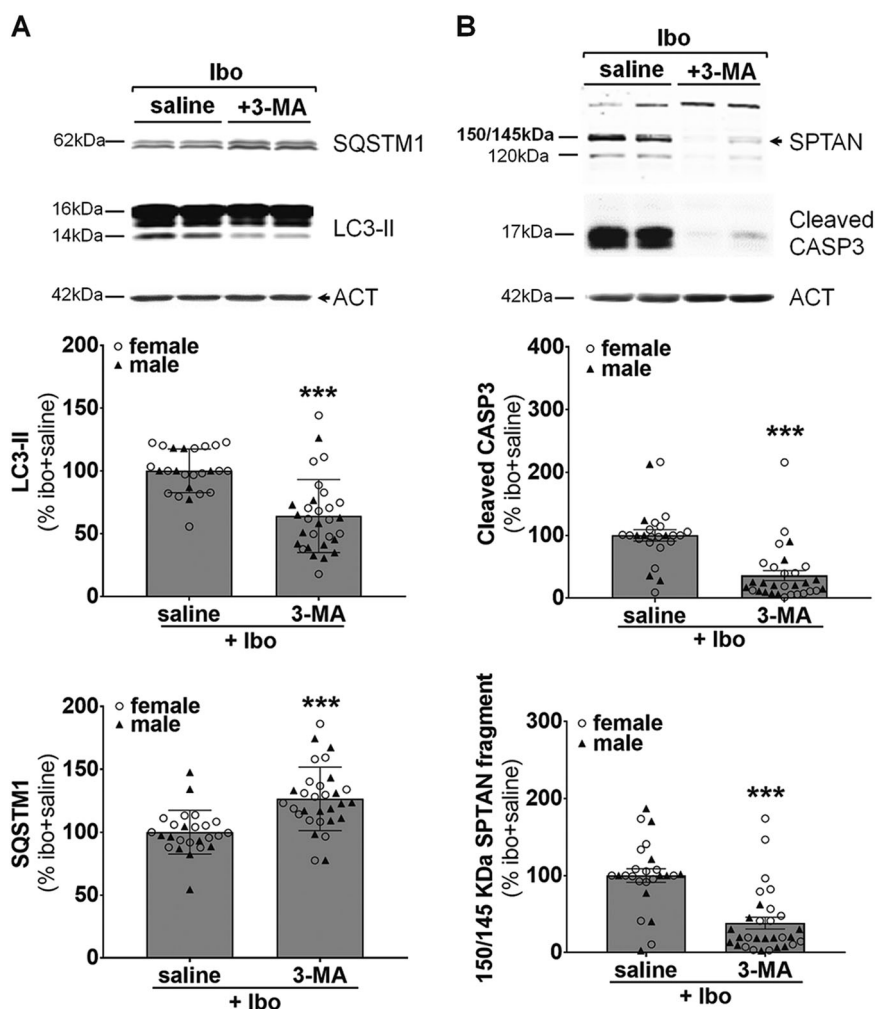 A
Ibo
saline +3-MA
62kDa SQSTM1
16kDa
LC3-II
14kDa
42kDa ACT
200
150
100
50
0
LC3-II
(% ibo+saline)
female
male
***
saline 3-MA
+ Ibo
200
150
100
50
0
SQSTM1
(% ibo+saline)
female
male
***
saline 3-MA
+ Ibo
B
Ibo
saline +3-MA
150/145kDa SPTAN
120kDa
17kDa Cleaved
CASP3
42kDa ACT
400
300
200
100
0
Cleaved CASP3
(% ibo+saline)
female
male
***
saline 3-MA
+ Ibo
300
200
100
0
150/145 KDa SPTAN fragment
(% ibo+saline)
female
male
***
saline 3-MA
+ Ibo